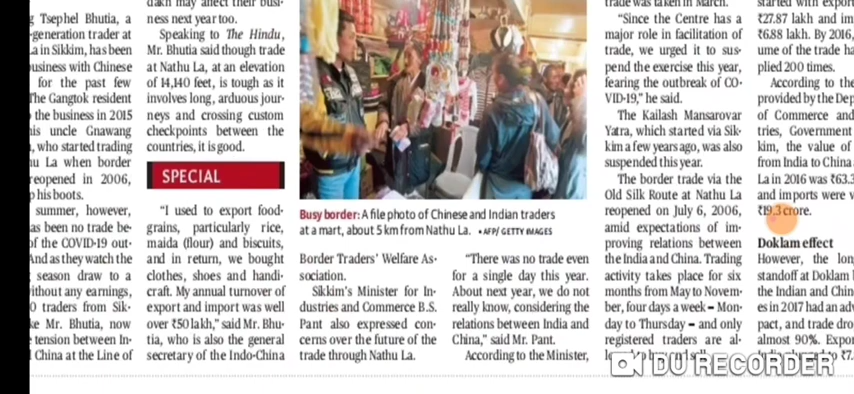 g Tsephel Bhutia, a
-generation trader at
La in Sikkim, has been
business with Chinese
for the past few
The Gangtok resident
the business in 2015
his uncle Gnawang
, who started trading
hu La when border
reopened in 2006,
p his boots.
summer, however,
as been no trade be-
of the COVID-19 out-
And as they watch the
season draw to a
without any earnings,
0 traders from Sik-
ke Mr. Bhutia, now
e tension between In-
China at the Line of
may affect their busi-
ness next year too.
Speaking to The Hindu,
Mr. Bhutia said though trade
at Nathu La, at an elevation
of 14,140 feet, is tough as it
involves long, arduous jour-
neys and crossing custom
checkpoints between the
countries, it is good.
SPECIAL
“I used to export food-
grains, particularly rice,
maida (flour) and biscuits,
and in return, we bought
clothes, shoes and handi-
craft. My annual turnover of
export and import was well
over ₹50 lakh,” said Mr. Bhu-
tia, who is also the general
secretary of the Indo-China
Busy border: A file photo of Chinese and Indian traders
at a mart, about 5 km from Nathu La. • AFP/ GETTY IMAGES
Border Traders’ Welfare As-
sociation.
Sikkim’s Minister for In-
dustries and Commerce B.S.
Pant also expressed con-
cerns over the future of the
trade through Nathu La.
“There was no trade even
for a single day this year.
About next year, we do not
really know, considering the
relations between India and
China,” said Mr. Pant.
According to the Minister,
trade was taken in March.
“Since the Centre has a
major role in facilitation of
trade, we urged it to sus-
pend the exercise this year,
fearing the outbreak of CO-
VID-19,” he said.
The Kailash Mansarovar
Yatra, which started via Sik-
kim a few years ago, was also
suspended this year.
The border trade via the
Old Silk Route at Nathu La
reopened on July 6, 2006,
amid expectations of im-
proving relations between
the India and China. Trading
activity takes place for six
months from May to Novem-
ber, four days a week – Mon-
day to Thursday – and only
registered traders are al-
started with expor
₹27.87 lakh and im
₹6.88 lakh. By 2016,
ume of the trade ha
plied 200 times.
According to the
provided by the Dep
of Commerce and
tries, Government
kim, the value of
from India to China
La in 2016 was ₹63.3
and imports were
₹19.3 crore.
Doklam effect
However, the lon
standoff at Doklam
the Indian and Chin
es in 2017 had an adv
pact, and trade dro
almost 90%. Expor
DU RECORDER